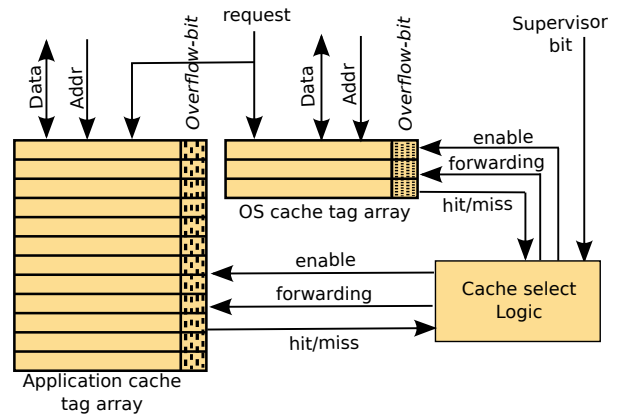 request
Supervisor
bit
Data
Addr
Overflow-bit
Data
Addr
Overflow-bit
enable
forwarding
hit/miss
OS cache tag array
enable
forwarding
hit/miss
Cache select
Logic
Application cache
tag array